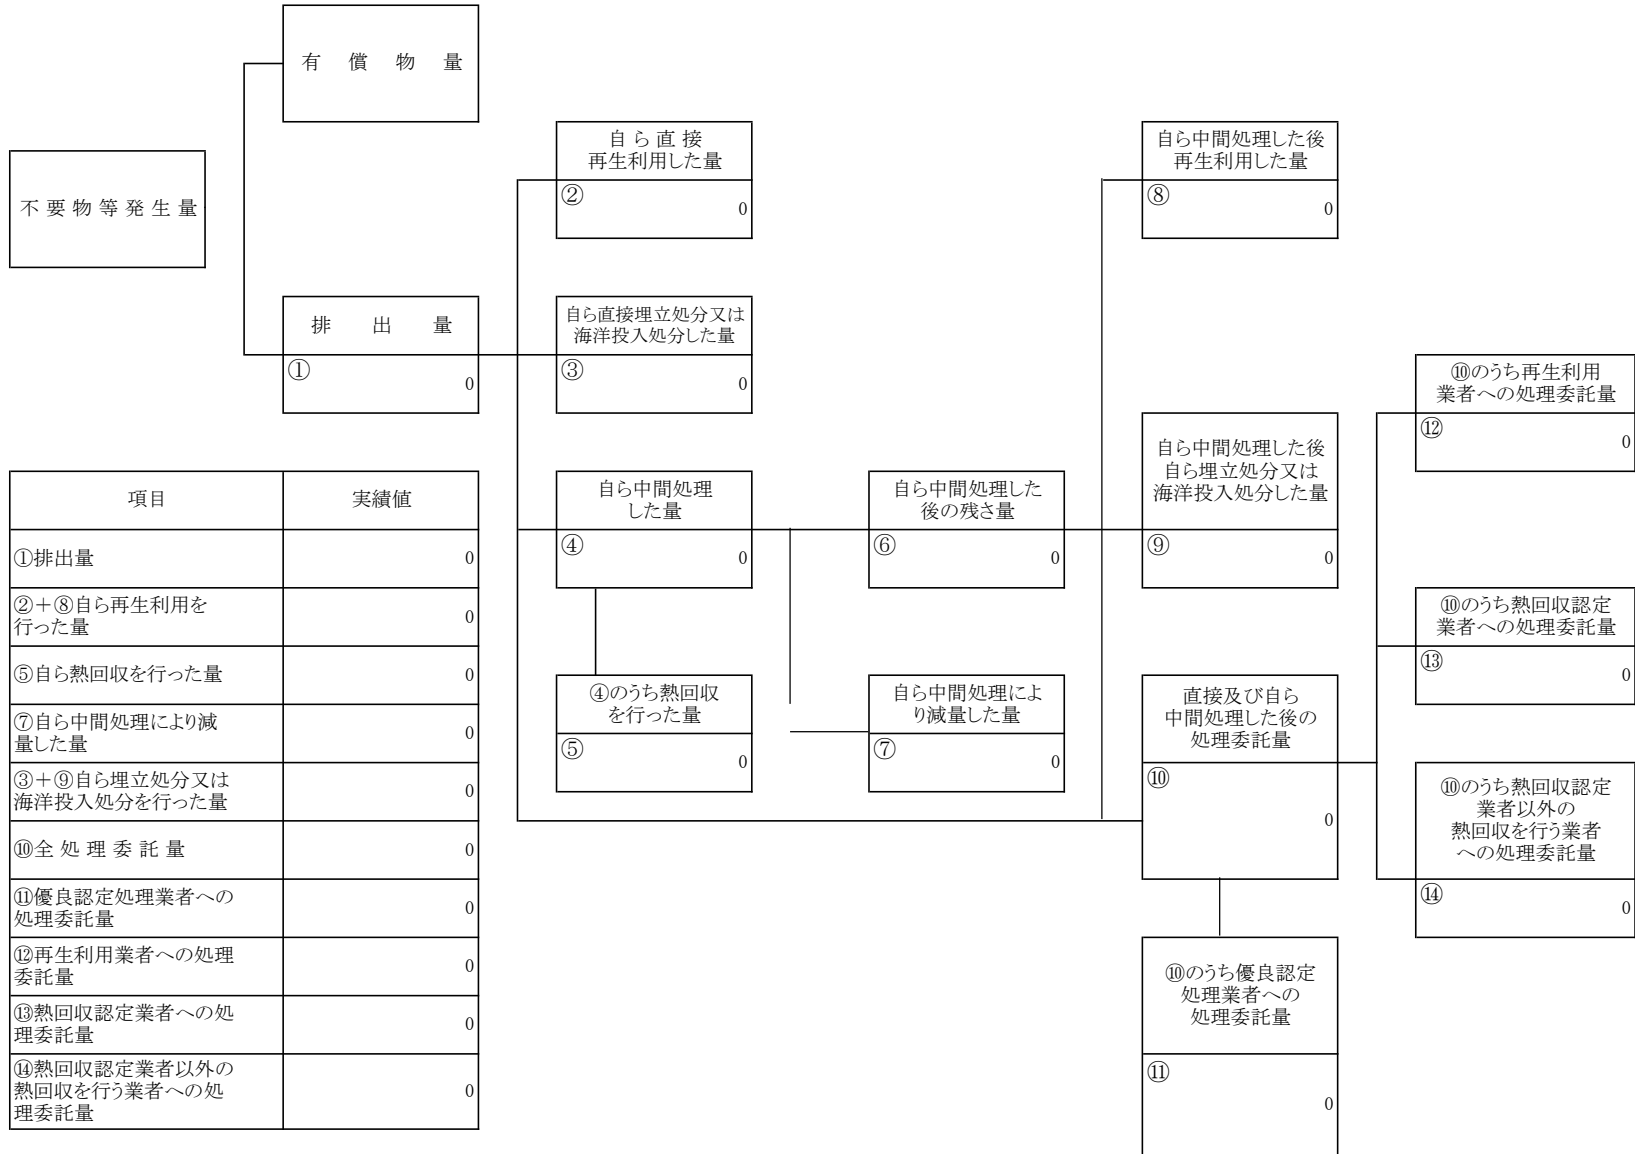 有償物量
不要物等発生量
排出量
①
0
自ら直接
再生利用した量
②
0
自ら直接埋立処分又は
海洋投入処分した量
③
0
自ら中間処理
した量
④
0
④のうち熱回収
を行った量
⑤
0
自ら中間処理した
後の残さ量
⑥
0
自ら中間処理によ
り減量した量
⑦
0
自ら中間処理した後
再生利用した量
⑧
0
自ら中間処理した後
自ら埋立処分又は
海洋投入処分した量
⑨
0
直接及び自ら
中間処理した後の
処理委託量
⑩
0
⑩のうち優良認定
処理業者への
処理委託量
⑪
0
⑩のうち再生利用
業者への処理委託量
⑫
0
⑩のうち熱回収認定
業者への処理委託量
⑬
0
⑩のうち熱回収認定
業者以外の
熱回収を行う業者
への処理委託量
⑭
0
項目 実績値
①排出量 0
②＋⑧自ら再生利用を
行った量 0
⑤自ら熱回収を行った量 0
⑦自ら中間処理により減
量した量 0
③＋⑨自ら埋立処分又は
海洋投入処分を行った量 0
⑩全処理委託量 0
⑪優良認定処理業者への
処理委託量 0
⑫再生利用業者への処理
委託量 0
⑬熱回収認定業者への処
理委託量 0
⑭熱回収認定業者以外の
熱回収を行う業者への処
理委託量 0